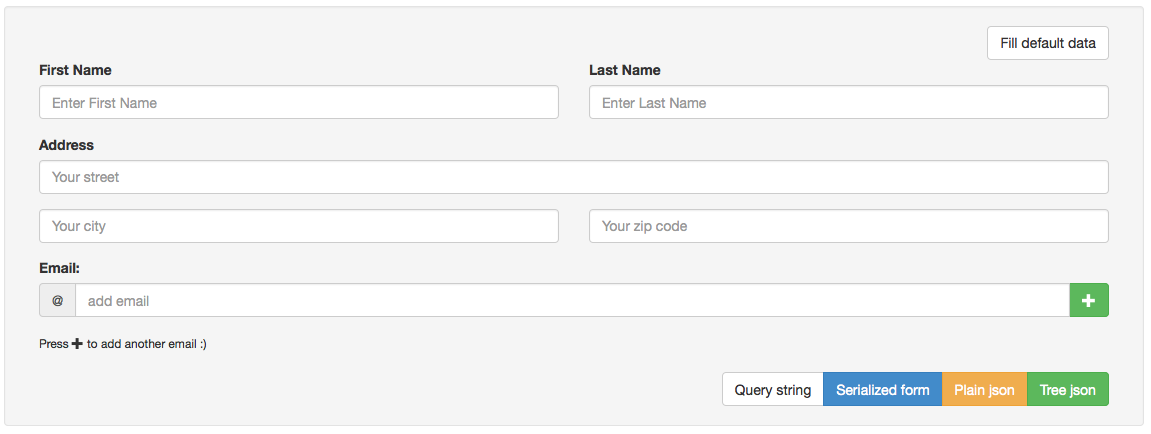 Fill default data
First Name Last Name
Enter First Name Enter Last Name
Address
Your street
Your city Your zip code
Email:
@ add email +
Press + to add another email :)
Query string Serialized form Plain json Tree json